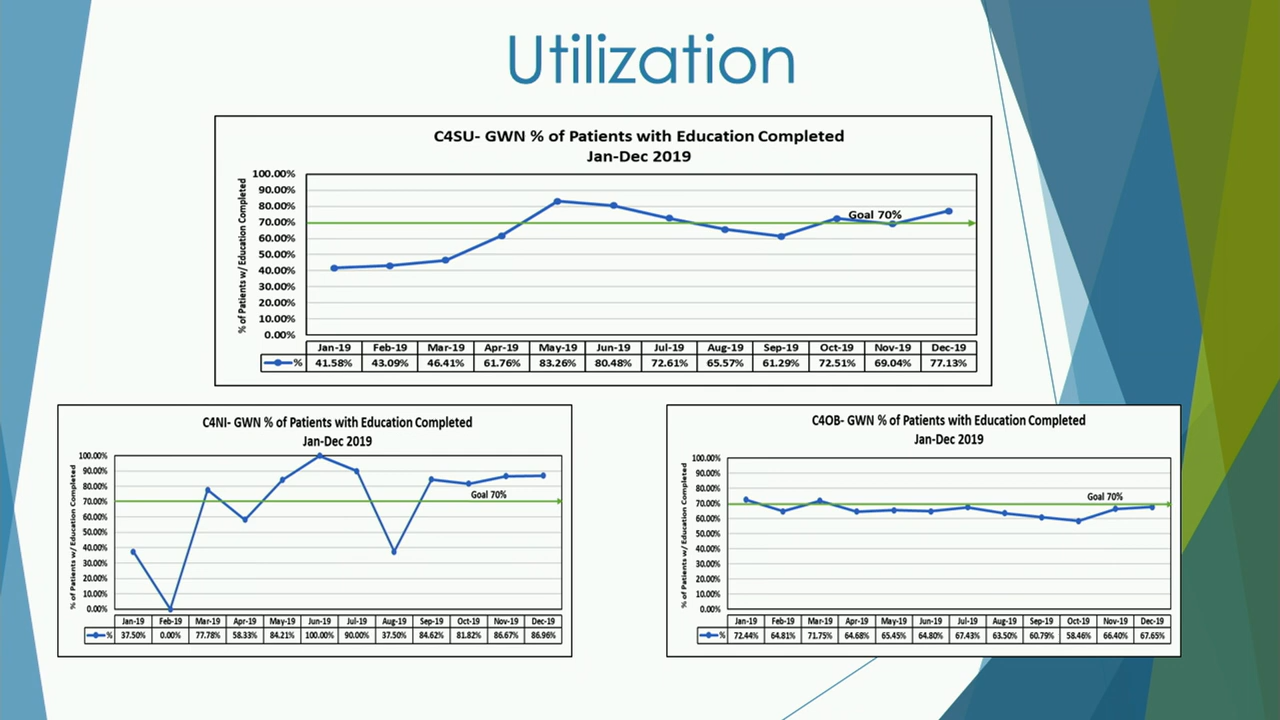 Utilization
C4SU- GWN % of Patients with Education Completed
Jan-Dec 2019
% of Patients w/ Education Completed
100.00%
90.00%
80.00%
70.00%
60.00%
50.00%
40.00%
30.00%
20.00%
10.00%
0.00%
Goal 70%
Jan-19 Feb-19 Mar-19 Apr-19 May-19 Jun-19 Jul-19 Aug-19 Sep-19 Oct-19 Nov-19 Dec-19
% 41.58% 43.09% 46.41% 61.76% 83.26% 80.48% 72.61% 65.57% 61.29% 72.51% 69.04% 77.13%
C4NI- GWN % of Patients with Education Completed
Jan-Dec 2019
% of Patients w/ Education Completed
100.00%
90.00%
80.00%
70.00%
60.00%
50.00%
40.00%
30.00%
20.00%
10.00%
0.00%
Goal 70%
Jan-19 Feb-19 Mar-19 Apr-19 May-19 Jun-19 Jul-19 Aug-19 Sep-19 Oct-19 Nov-19 Dec-19
% 37.50% 0.00% 77.78% 58.33% 84.21% 100.00% 90.00% 37.50% 84.62% 81.82% 86.67% 86.96%
C4OB- GWN % of Patients with Education Completed
Jan-Dec 2019
% of Patients w/ Education Completed
100.00%
90.00%
80.00%
70.00%
60.00%
50.00%
40.00%
30.00%
20.00%
10.00%
0.00%
Goal 70%
Jan-19 Feb-19 Mar-19 Apr-19 May-19 Jun-19 Jul-19 Aug-19 Sep-19 Oct-19 Nov-19 Dec-19
% 72.44% 64.81% 71.75% 64.68% 65.45% 64.80% 67.43% 63.50% 60.79% 58.46% 66.40% 67.65%